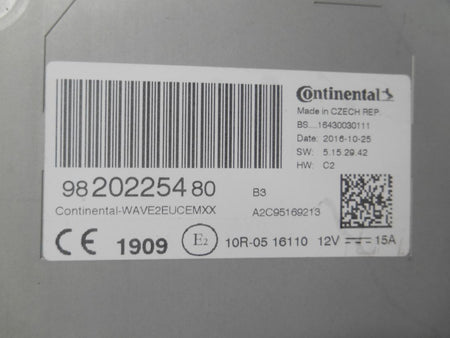 Continental
Made in CZECH REP.
BS...16430030111
Date: 2016-10-25
SW: 5.15.29.42
HW: C2
98 202254 80 B3
Continental-WAVE2EUCEMXX A2C95169213
CE 1909 E2 10R-05 16110 12V 15A